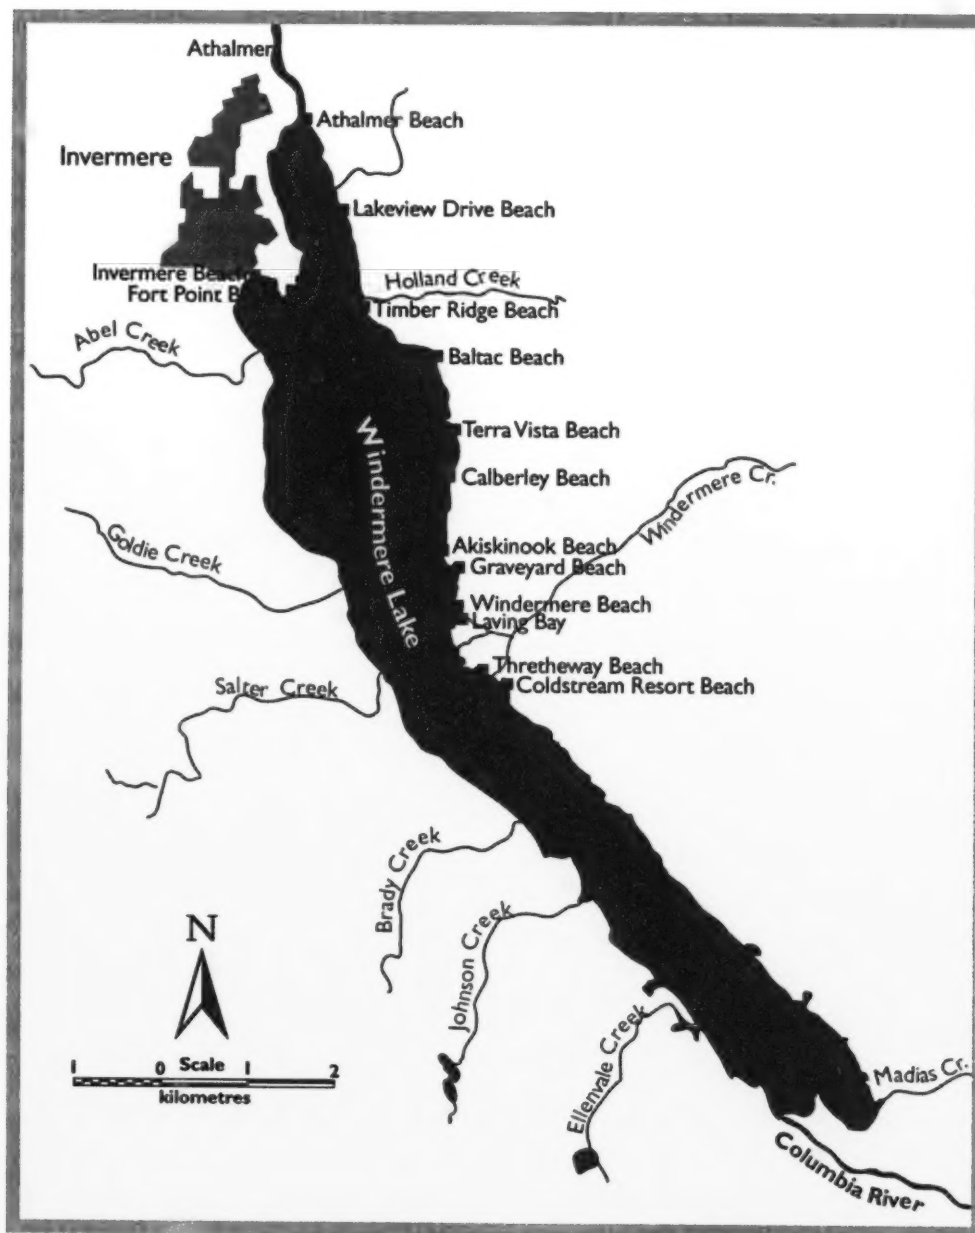 Athalmer
Athalmer Beach
Invermere
Lakeview Drive Beach
Invermere Beach
Holland Creek
Fort Point B
Timber Ridge Beach
Abel Creek
Baltac Beach
Terra Vista Beach
Windermere Lake
Calberley Beach
Windermere Cr.
Goldie Creek
Akiskinook Beach
Graveyard Beach
Windermere Beach
Laving Bay
Thretheway Beach
Salter Creek
Coldstream Resort Beach
Brady Creek
Johnson Creek
N
Ellenvale Creek
1 0 Scale 1 2
kilometres
Madias Cr.
Columbia River